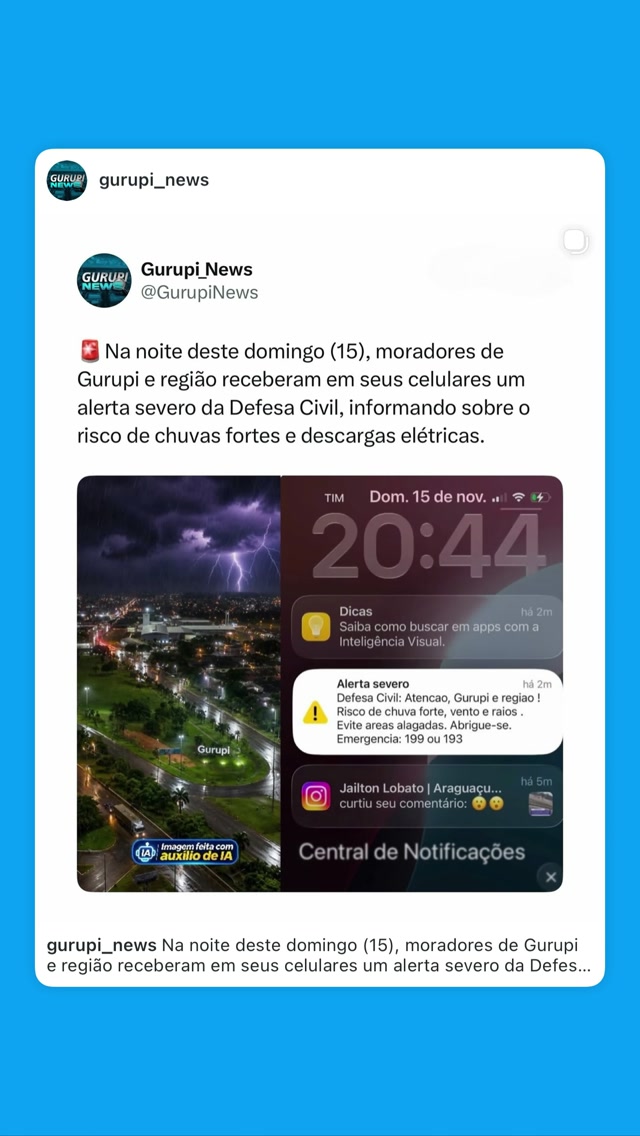 GURUPI
NEWS
gurupi_news
GURUPI
NEWS
Gurupi_News
@GurupiNews
🚨 Na noite deste domingo (15), moradores de
Gurupi e região receberam em seus celulares um
alerta severo da Defesa Civil, informando sobre o
risco de chuvas fortes e descargas elétricas.
Gurupi
IA
Imagem feita com
auxílio de IA
TIM
Dom. 15 de nov.
20:44
Dicas
há 2m
Saiba como buscar em apps com a
Inteligência Visual.
Alerta severo
há 2m
Defesa Civil: Atencao, Gurupi e regiao !
Risco de chuva forte, vento e raios .
Evite areas alagadas. Abrigue-se.
Emergencia: 199 ou 193
Jailton Lobato | Araguaçu...
há 5m
curtiu seu comentário: 😮😮
Central de Notificações
gurupi_news Na noite deste domingo (15), moradores de Gurupi
e região receberam em seus celulares um alerta severo da Defes...